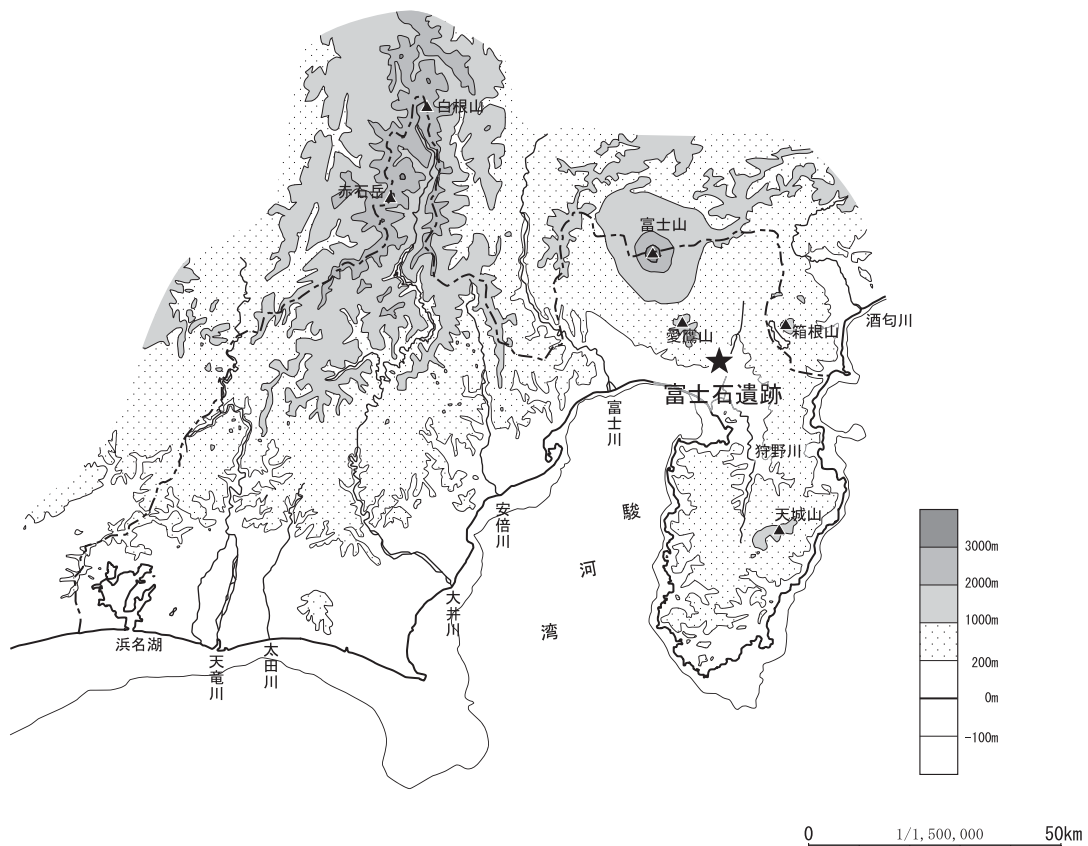 白根山
赤石岳
富士山
愛鷹山
箱根山
酒匂川
富士石遺跡
富士川
狩野川
天城山
安倍川
駿河湾
大井川
浜名湖
天竜川
太田川
3000m
2000m
1000m
200m
0m
-100m
0 1/1,500,000 50km